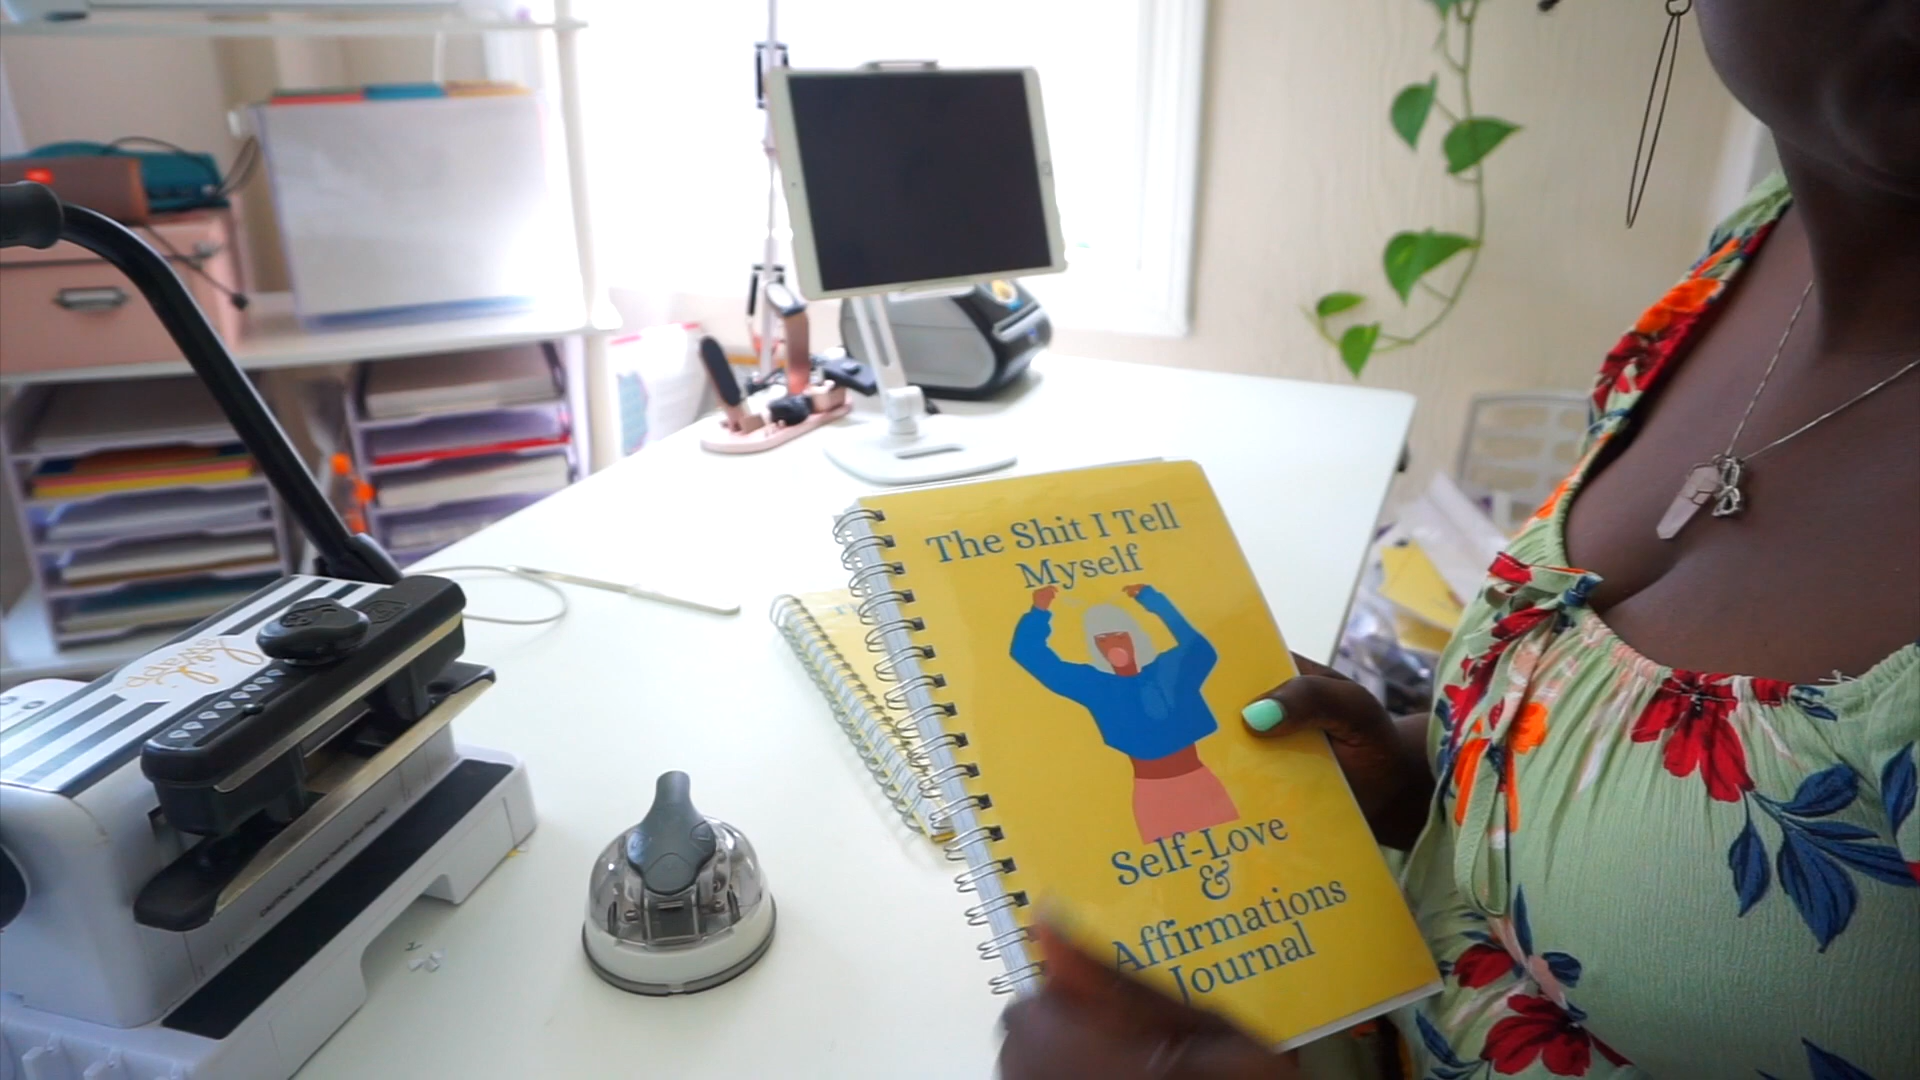 The Shit I Tell
Myself
Self-Love
&
Affirmations
Journal